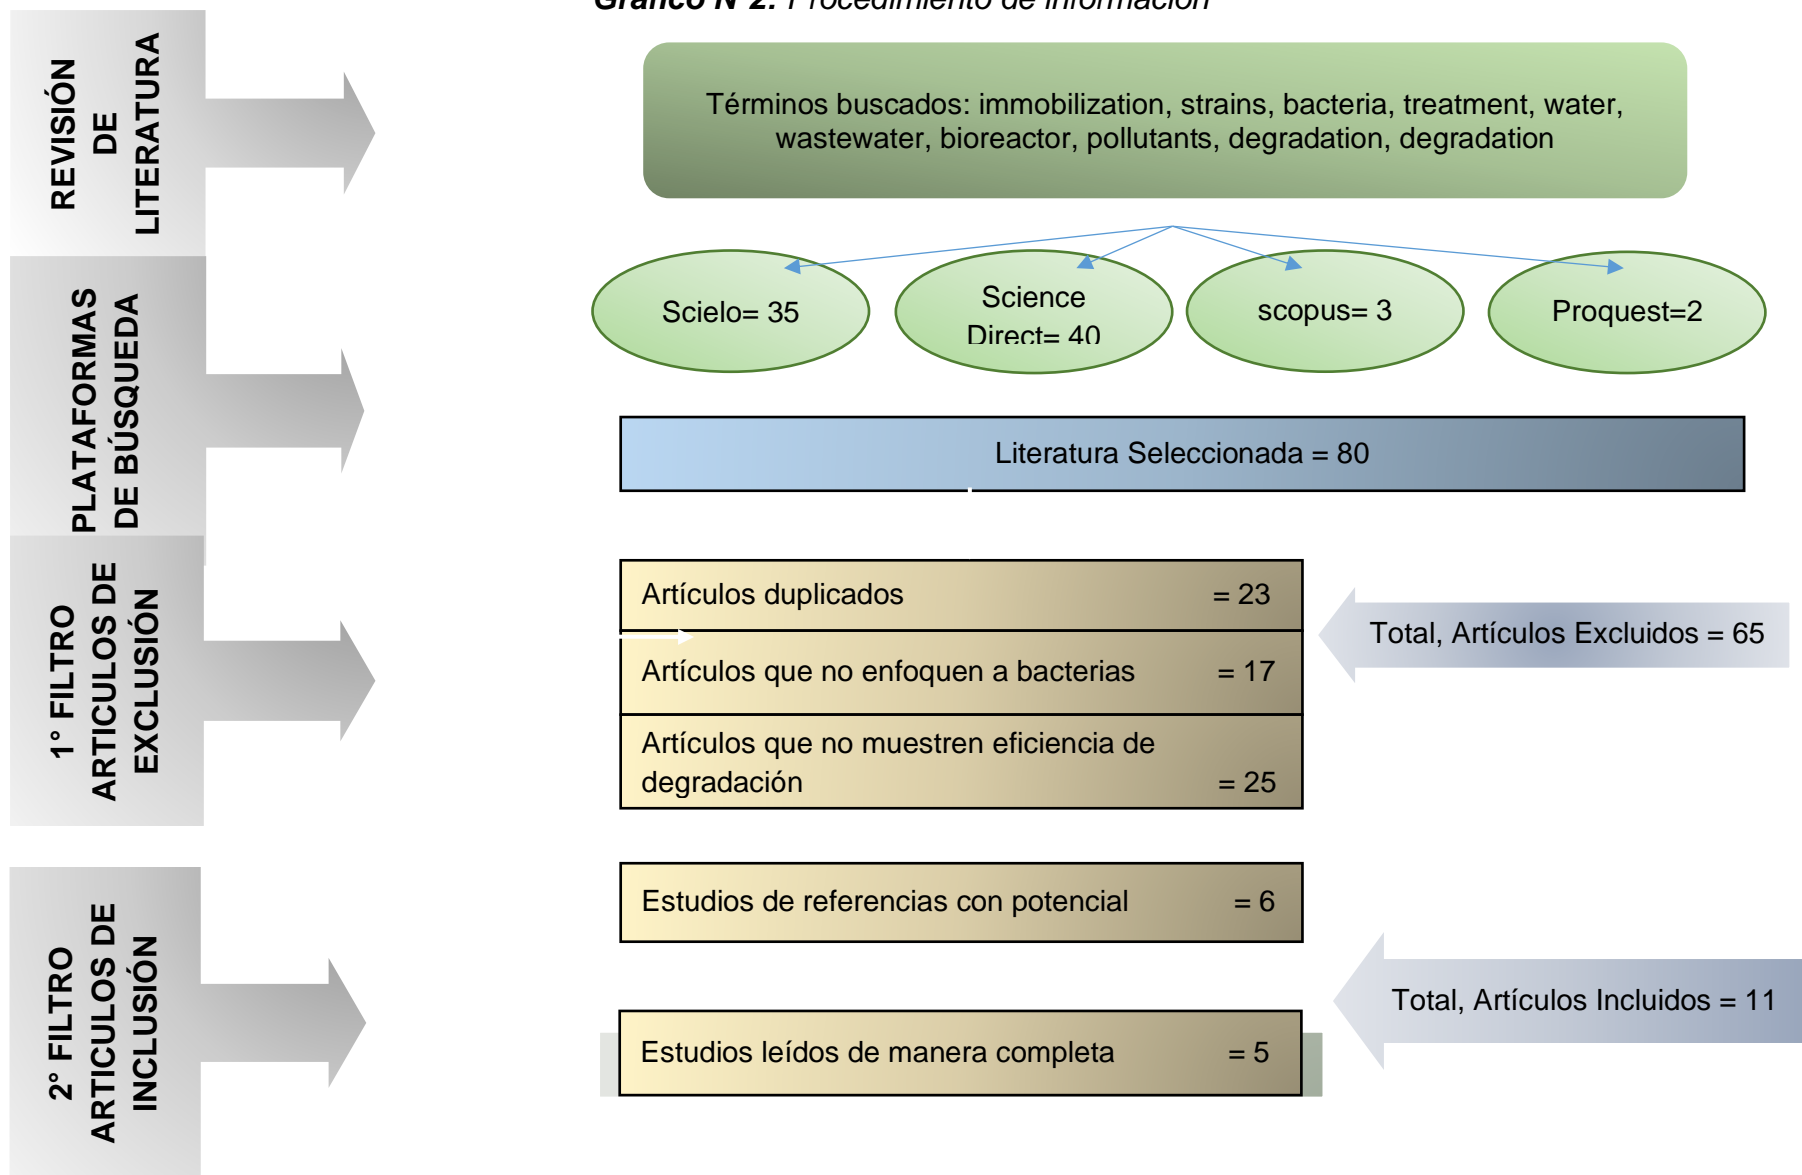 Gráfico N°2: Procedimiento de información
REVISIÓN
DE
LITERATURA
Términos buscados: immobilization, strains, bacteria, treatment, water,
wastewater, bioreactor, pollutants, degradation, degradation
PLATAFORMAS
DE BÚSQUEDA
Scielo= 35
Science
Direct= 40
scopus= 3
Proquest=2
Literatura Seleccionada = 80
1° FILTRO
ARTICULOS DE
EXCLUSIÓN
Artículos duplicados = 23
Artículos que no enfoquen a bacterias = 17
Artículos que no muestren eficiencia de
degradación = 25
Total, Artículos Excluidos = 65
2° FILTRO
ARTICULOS DE
INCLUSIÓN
Estudios de referencias con potencial = 6
Estudios leídos de manera completa = 5
Total, Artículos Incluidos = 11